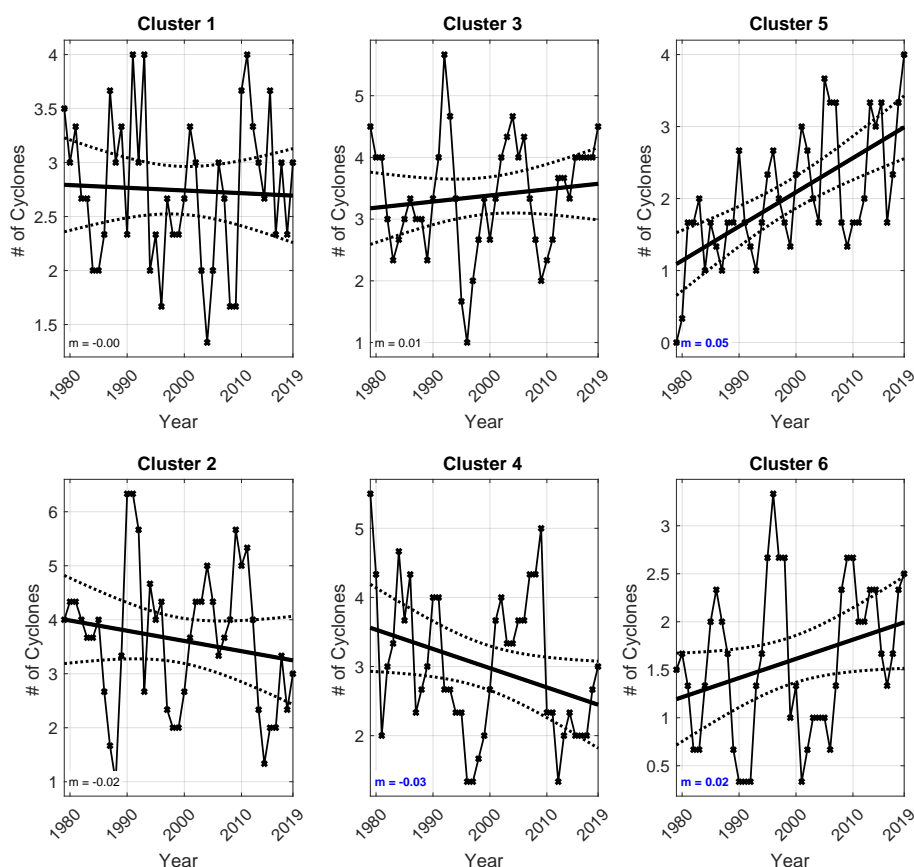 Cluster 1
4
3.5
3
2.5
2
1.5
# of Cyclones
m = -0.00
1980
1990
2000
2010
2019
Year
Cluster 3
5
4
3
2
1
# of Cyclones
m = 0.01
1980
1990
2000
2010
2019
Year
Cluster 5
4
3
2
1
0
# of Cyclones
m = 0.05
1980
1990
2000
2010
2019
Year
Cluster 2
6
5
4
3
2
1
# of Cyclones
m = -0.02
1980
1990
2000
2010
2019
Year
Cluster 4
5
4
3
2
# of Cyclones
m = -0.03
1980
1990
2000
2010
2019
Year
Cluster 6
3
2.5
2
1.5
1
0.5
# of Cyclones
m = 0.02
1980
1990
2000
2010
2019
Year